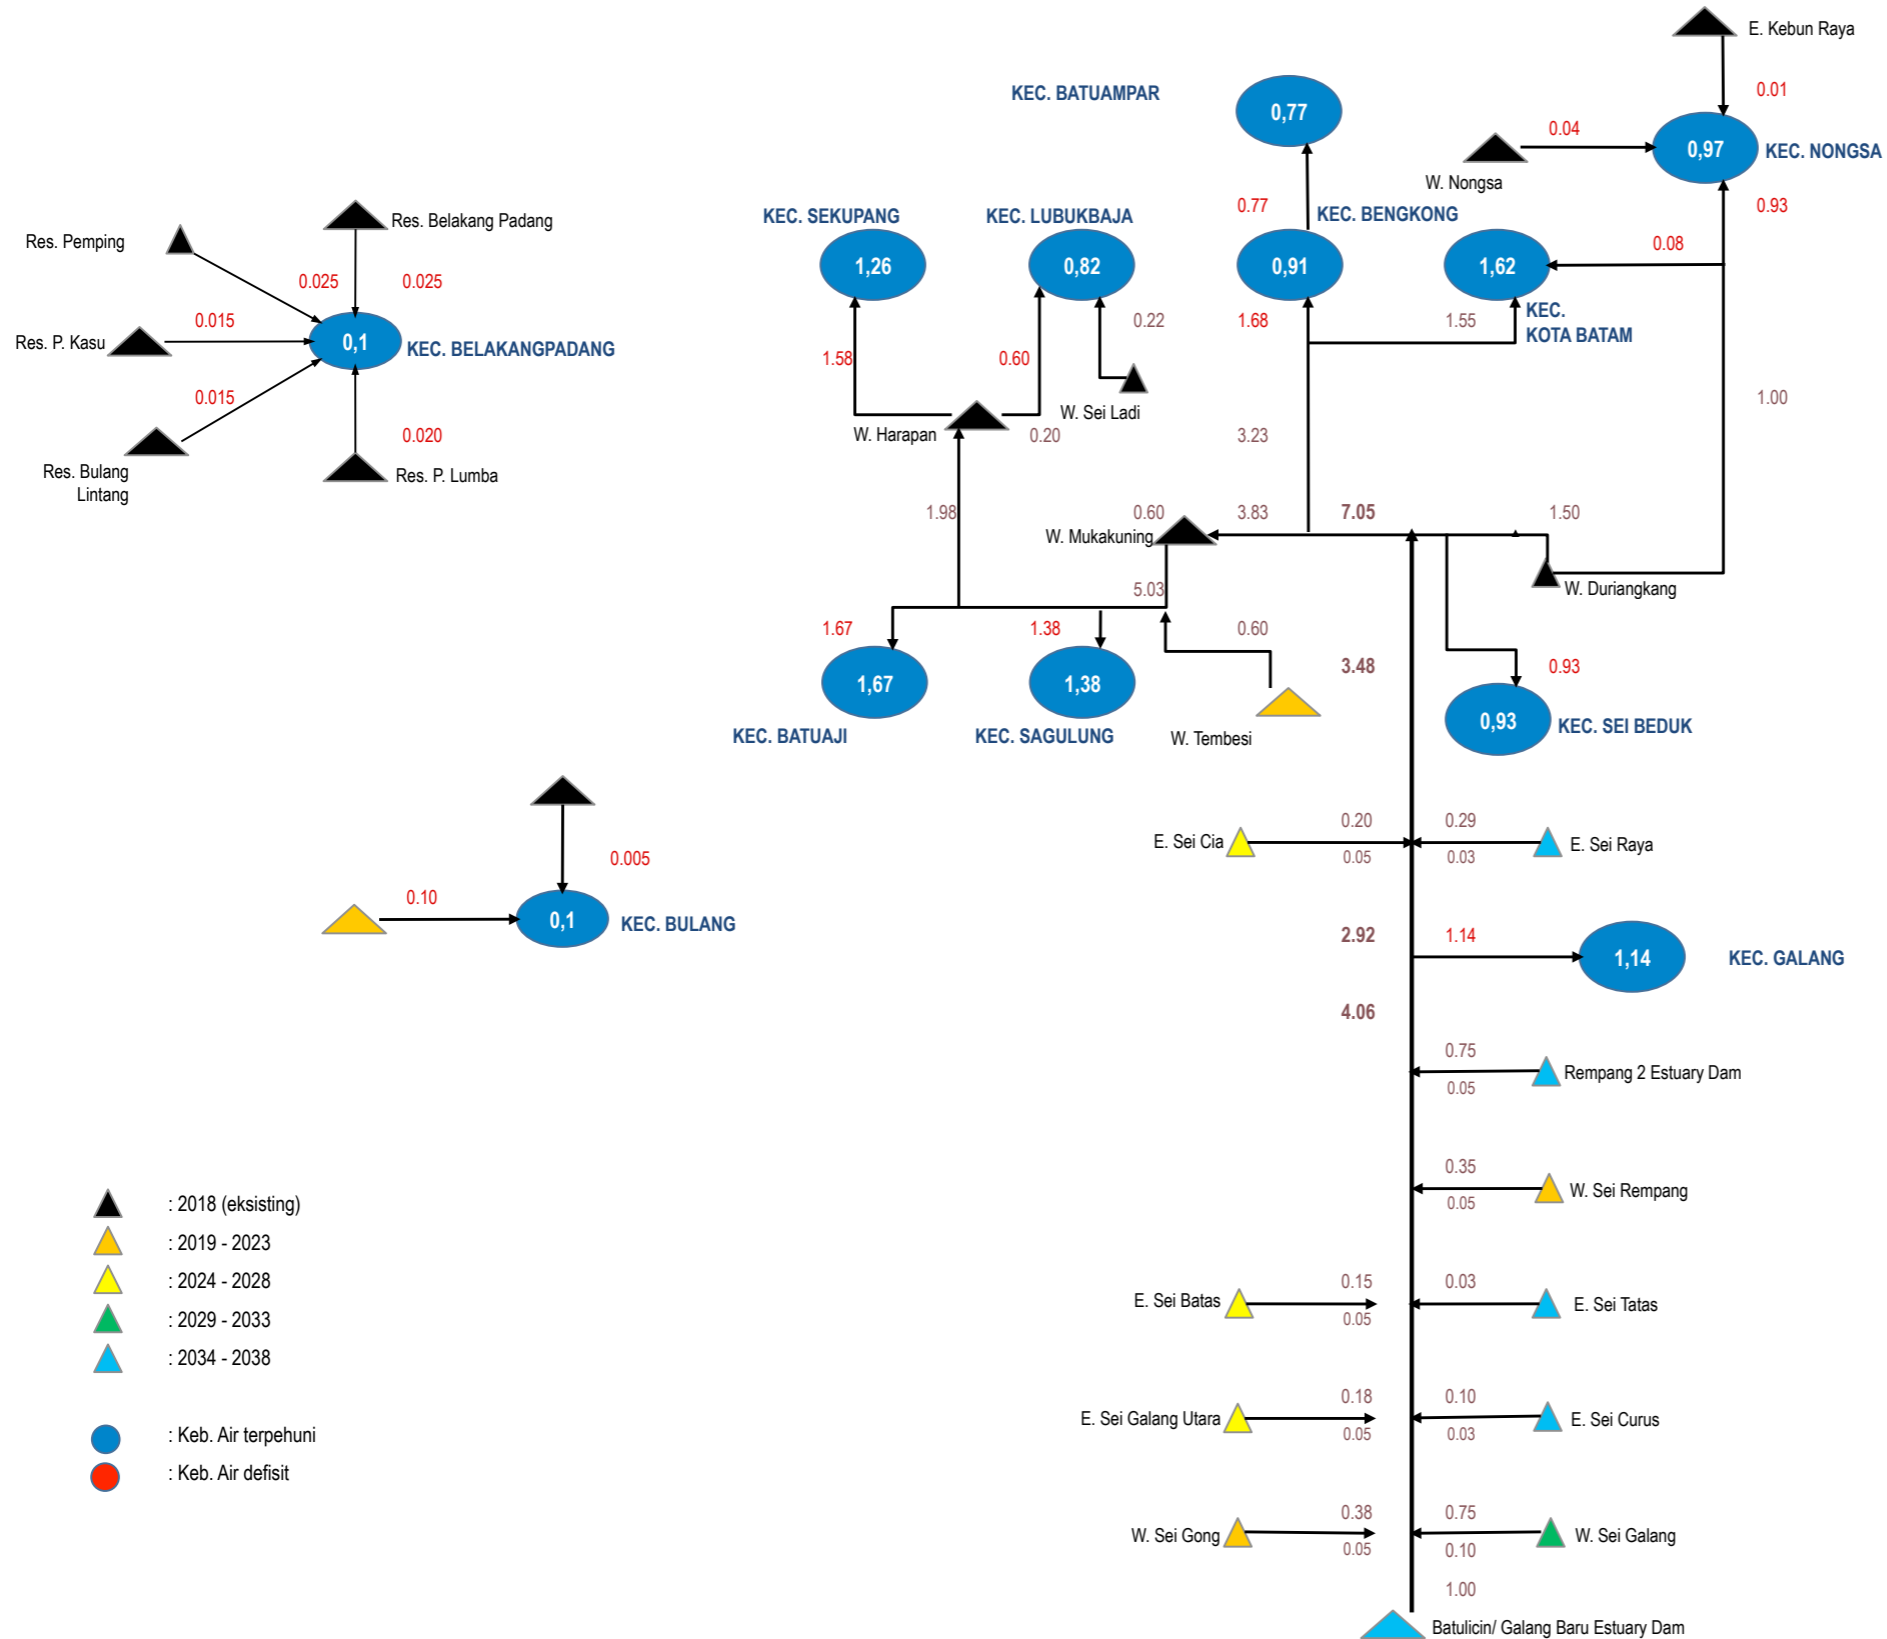 E. Kebun Raya
0.01
KEC. BATUAMPAR
0,77
0.04
0,97
KEC. NONGSA
W. Nongsa
0.77
0.93
KEC. SEKUPANG
KEC. LUBUKBAJA
KEC. BENGKONG
1,26
0,82
0,91
1,62
0.08
0.22
1.68
1.55
KEC.
KOTA BATAM
1.58
0.60
W. Sei Ladi
1.00
W. Harapan
0.20
3.23
1.98
0.60
3.83
7.05
1.50
W. Mukakuning
5.03
W. Duriangkang
1.67
1.38
0.60
3.48
0.93
1,67
1,38
0,93
KEC. SEI BEDUK
KEC. BATUAJI
KEC. SAGULUNG
W. Tembesi
Res. Pemping
Res. Belakang Padang
0.025
0.025
Res. P. Kasu
0.015
0,1
KEC. BELAKANGPADANG
0.015
0.020
Res. Bulang
Lintang
Res. P. Lumba
0.005
0.10
0,1
KEC. BULANG
E. Sei Cia
0.20
0.05
0.29
0.03
E. Sei Raya
2.92
1.14
1,14
KEC. GALANG
4.06
0.75
0.05
Rempang 2 Estuary Dam
0.35
0.05
W. Sei Rempang
E. Sei Batas
0.15
0.05
0.03
E. Sei Tatas
E. Sei Galang Utara
0.18
0.05
0.10
0.03
E. Sei Curus
W. Sei Gong
0.38
0.05
0.75
0.10
W. Sei Galang
1.00
Batulicin/ Galang Baru Estuary Dam
: 2018 (eksisting)
: 2019 - 2023
: 2024 - 2028
: 2029 - 2033
: 2034 - 2038
: Keb. Air terpehuni
: Keb. Air defisit